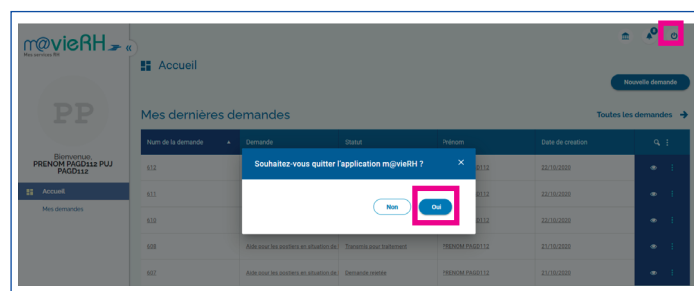 m@vieRH
Mes services RH
Accueil
Nouvelle demande
PP
Mes dernières demandes
Toutes les demandes
Bienvenue,
PRENOM PAGD112 PUJ
PAGD112
Accueil
Mes demandes
Num de la demande Demande Statut Prénom Date de création
Souhaitez-vous quitter l'application m@vieRH ? ×
Non Oui
613 D112 22/10/2020
611 D112 22/10/2020
610 D112 22/10/2020
608 Aide pour les soutiens en situation de Transmis pour traitement PRENOM PAGD112 21/10/2020
607 Aide pour les soutiens en situation de Demande rejetée PRENOM PAGD112 21/10/2020